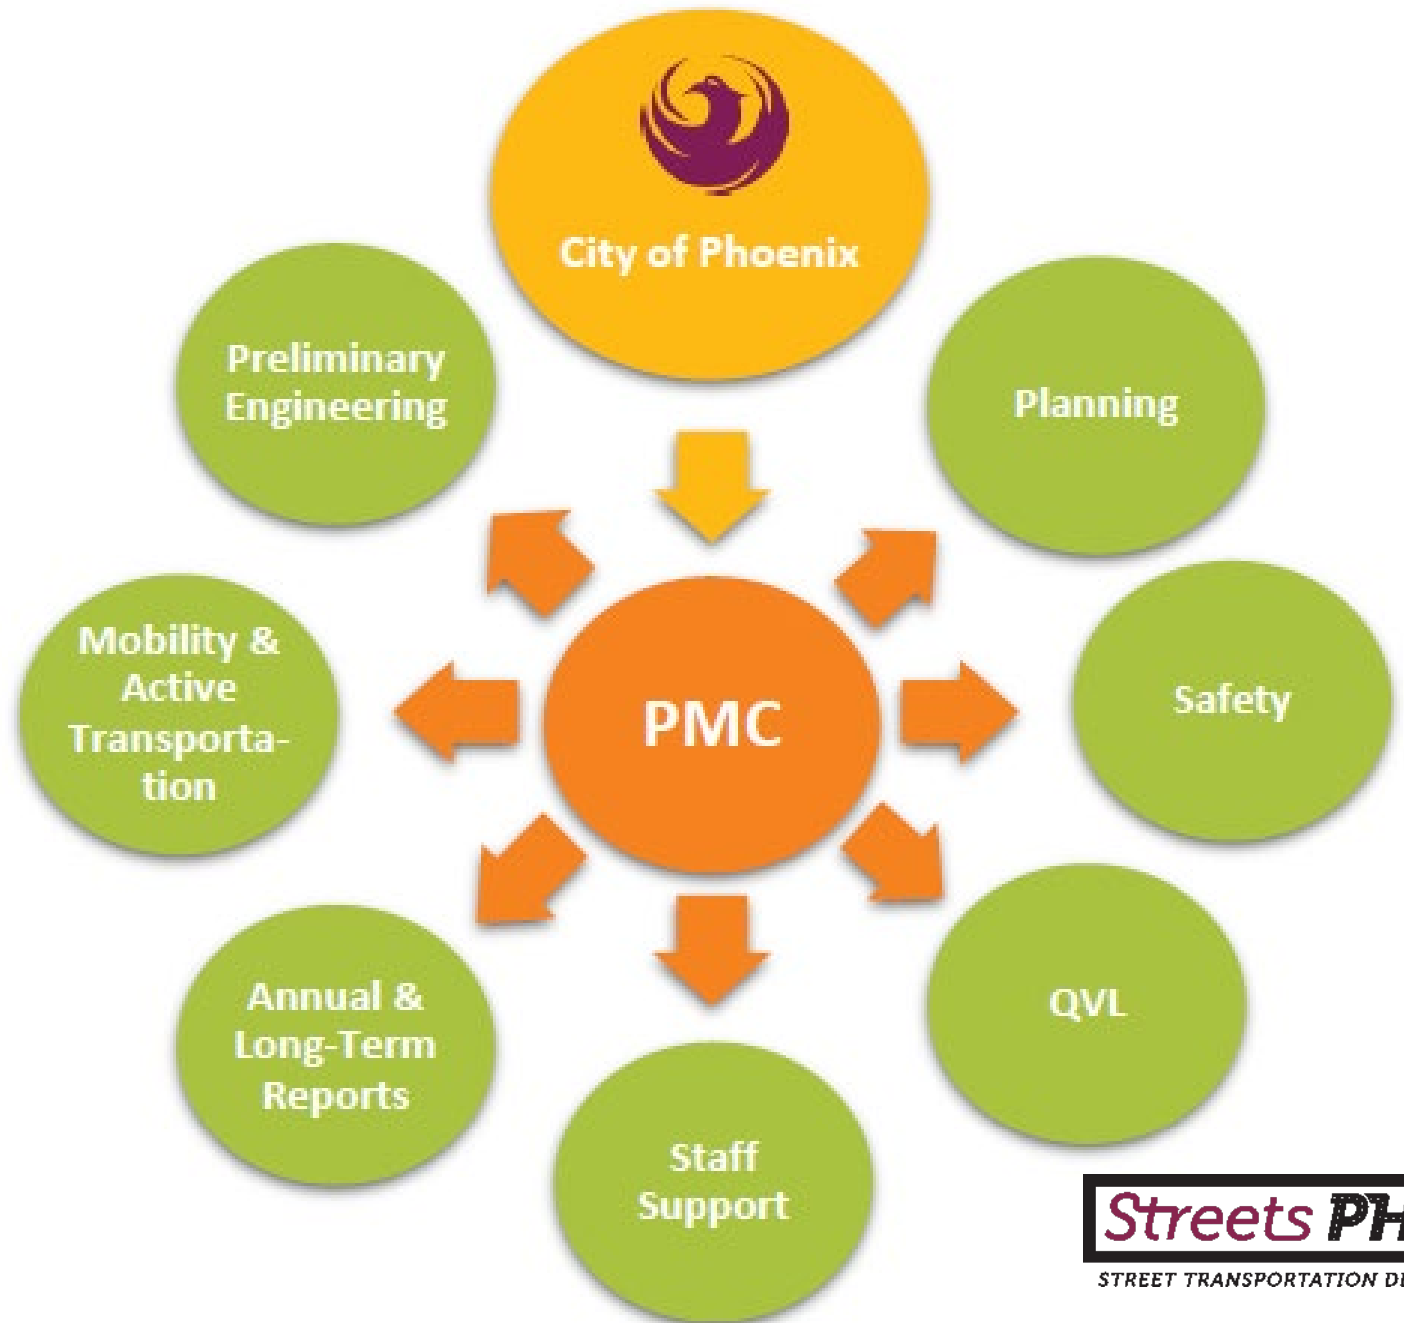 City of Phoenix
Preliminary
Engineering
Planning
Mobility &
Active
Transporta-
tion
PMC
Safety
Annual &
Long-Term
Reports
QVL
Staff
Support
Streets PH
STREET TRANSPORTATION